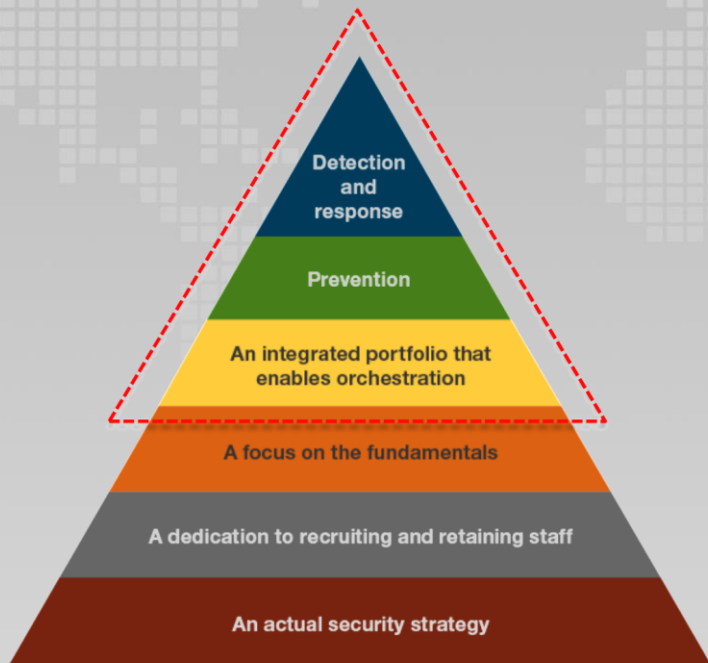 Detection
and
response
Prevention
An integrated portfolio that
enables orchestration
A focus on the fundamentals
A dedication to recruiting and retaining staff
An actual security strategy